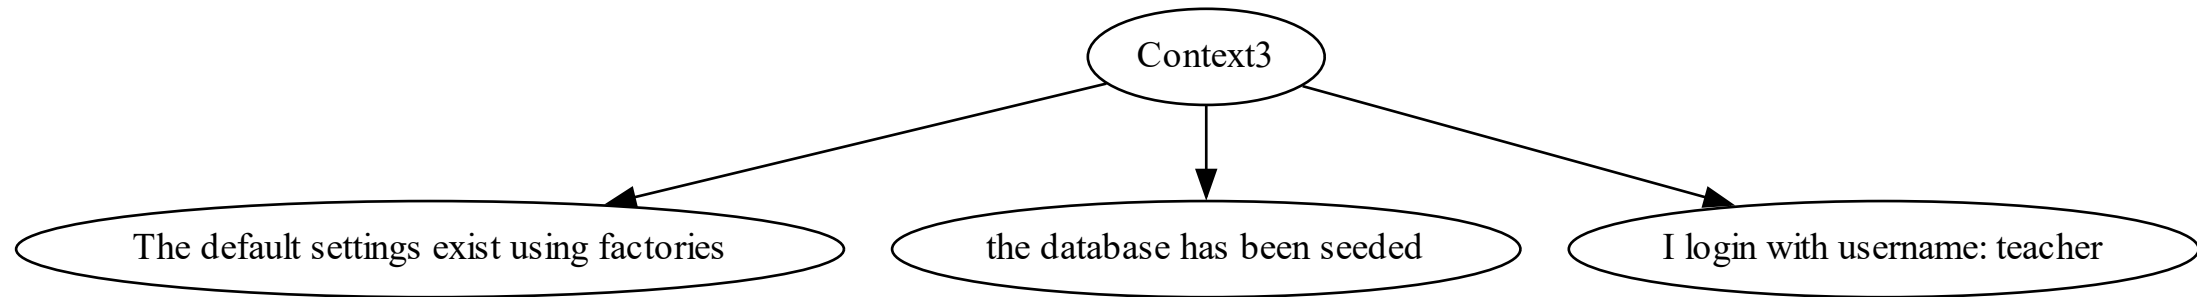 Context3
The default settings exist using factories
the database has been seeded
I login with username: teacher